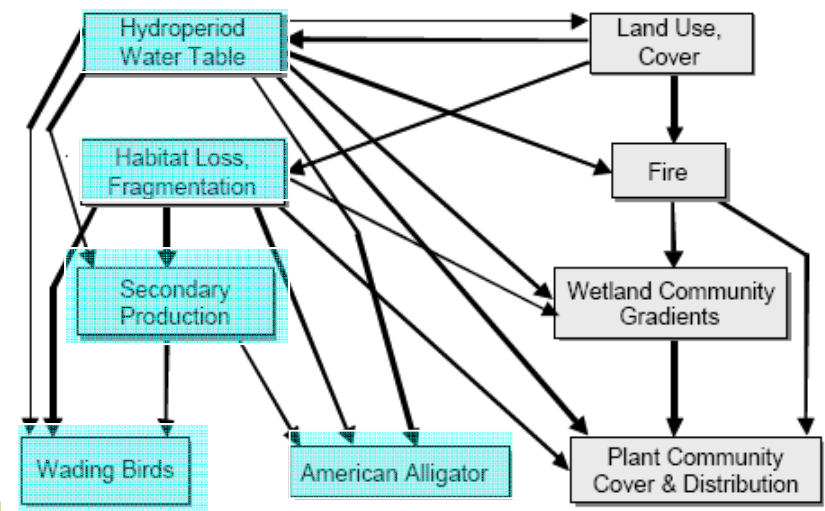 Hydroperiod
Water Table
Land Use,
Cover
Habitat Loss,
Fragmentation
Fire
Secondary
Production
Wetland Community
Gradients
Wading Birds
American Alligator
Plant Community
Cover & Distribution